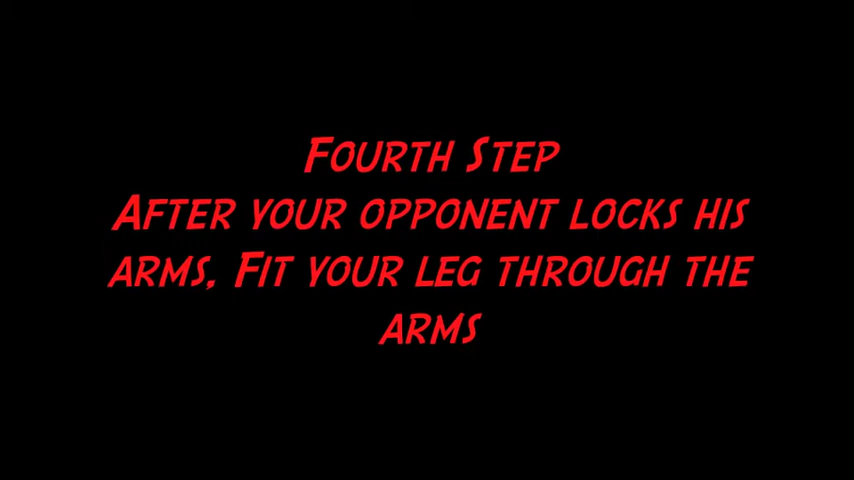 Fourth Step
After your opponent locks his
arms, Fit your leg through the
arms